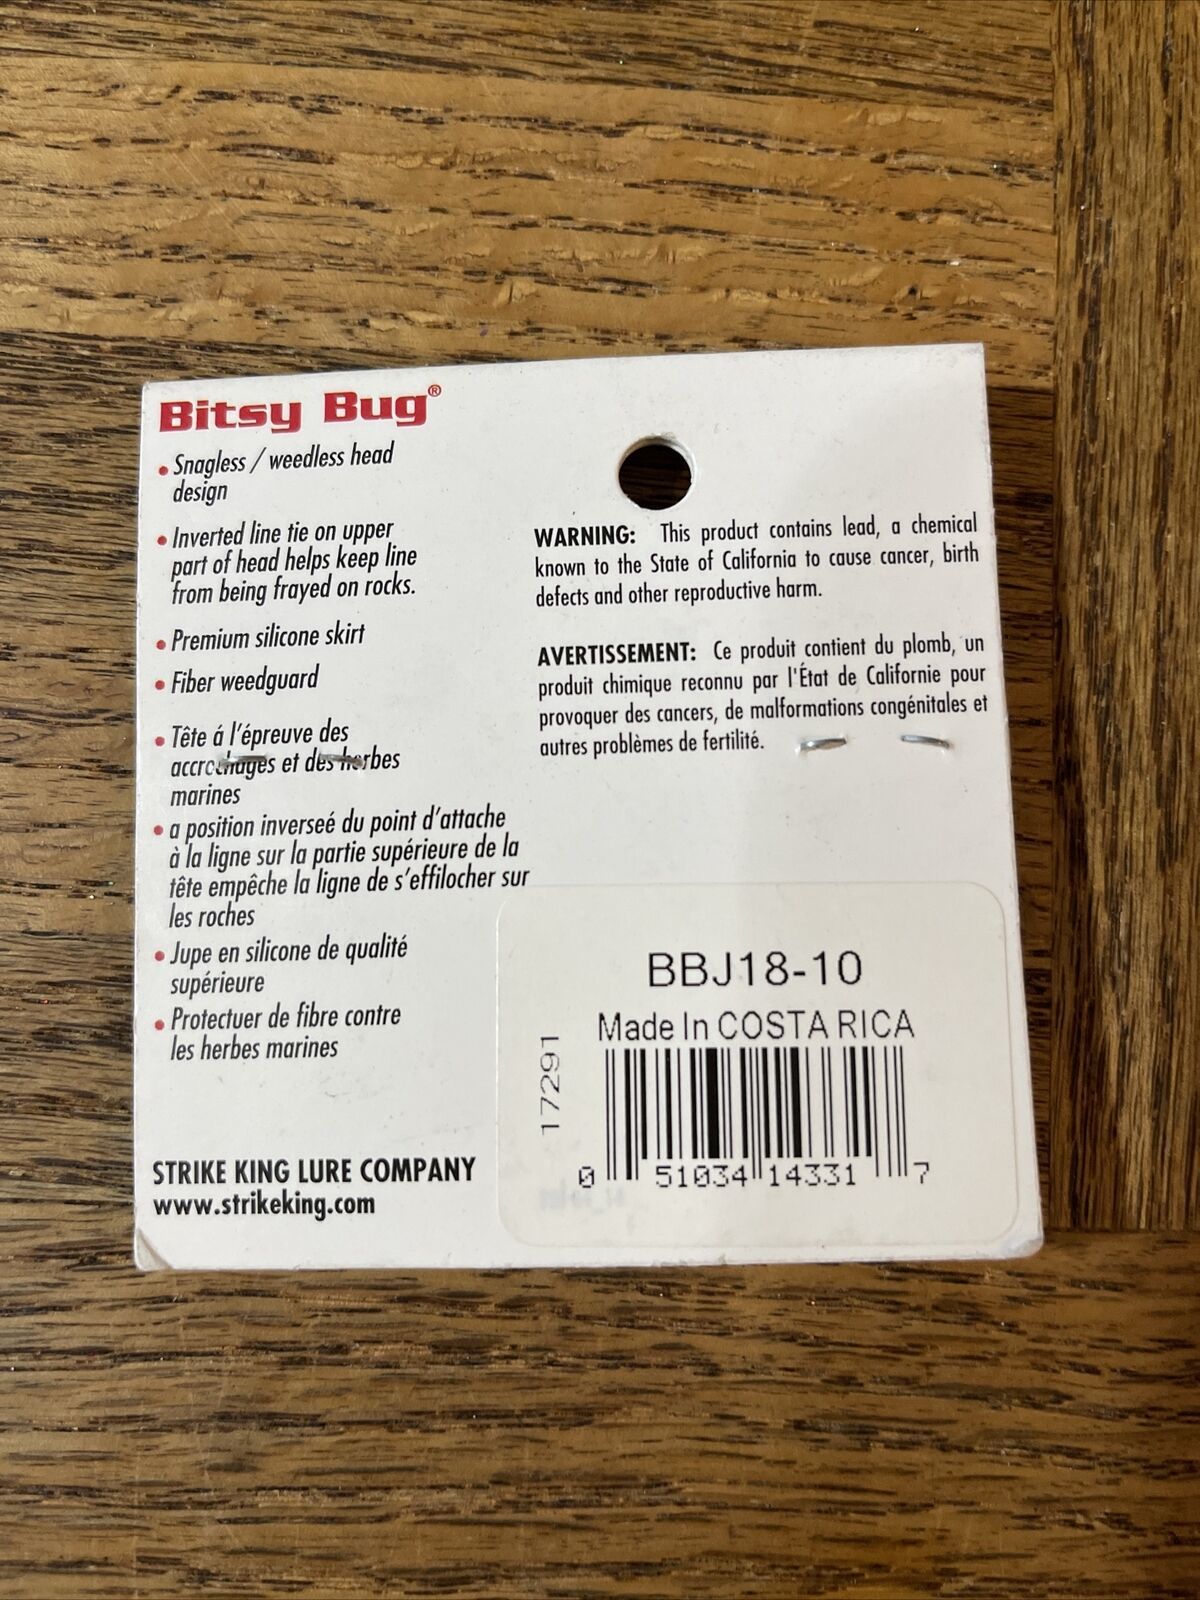 Bitsy Bug®
• Snagless / weedless head
design
• Inverted line tie on upper
part of head helps keep line
from being frayed on rocks.
• Premium silicone skirt
• Fiber weedguard
• Tête á l'épreuve des
accrochages et des herbes
marines
• a position inverseé du point d'attache
à la ligne sur la partie supérieure de la
tête empêche la ligne de s'effilocher sur
les roches
• Jupe en silicone de qualité
supérieure
• Protectuer de fibre contre
les herbes marines
STRIKE KING LURE COMPANY
www.strikeking.com
WARNING: This product contains lead, a chemical
known to the State of California to cause cancer, birth
defects and other reproductive harm.
AVERTISSEMENT: Ce produit contient du plomb, un
produit chimique reconnu par l'État de Californie pour
provoquer des cancers, de malformations congénitales et
autres problèmes de fertilité.
BBJ18-10
Made In COSTA RICA
17291
0 51034 14331 7